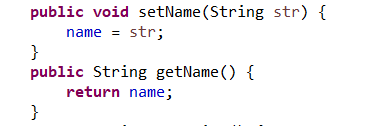 public void setName(String str) {
    name = str;
}
public String getName() {
    return name;
}